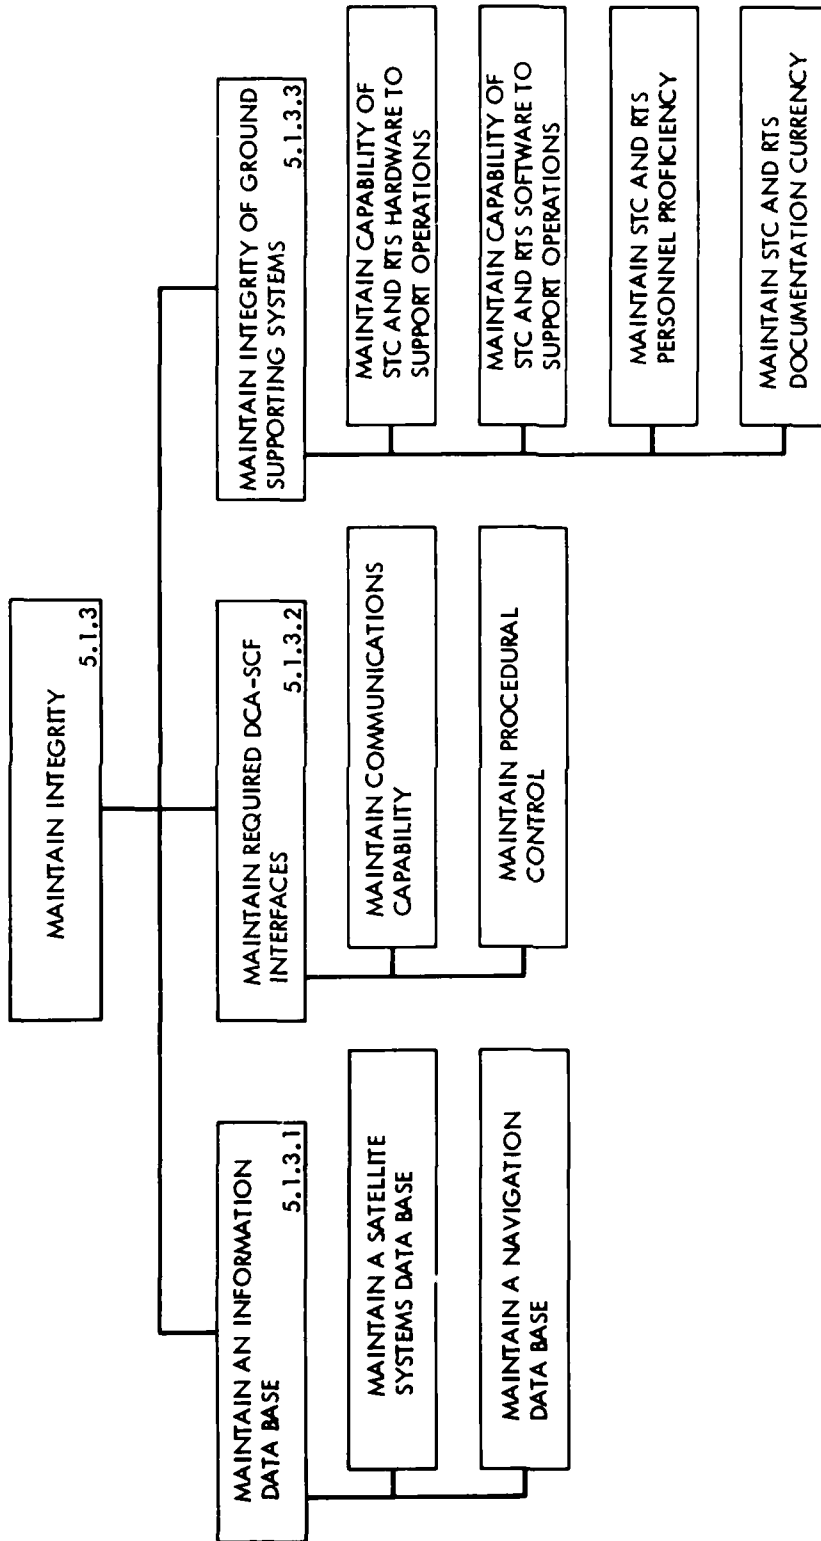 MAINTAIN INTEGRITY
5.1.3
MAINTAIN AN INFORMATION
DATA BASE
5.1.3.1
MAINTAIN A SATELLITE
SYSTEMS DATA BASE
MAINTAIN A NAVIGATION
DATA BASE
MAINTAIN REQUIRED DCA-SCF
INTERFACES
5.1.3.2
MAINTAIN COMMUNICATIONS
CAPABILITY
MAINTAIN PROCEDURAL
CONTROL
MAINTAIN INTEGRITY OF GROUND
SUPPORTING SYSTEMS
5.1.3.3
MAINTAIN CAPABILITY OF
STC AND RTS HARDWARE TO
SUPPORT OPERATIONS
MAINTAIN CAPABILITY OF
STC AND RTS SOFTWARE TO
SUPPORT OPERATIONS
MAINTAIN STC AND RTS
PERSONNEL PROFICIENCY
MAINTAIN STC AND RTS
DOCUMENTATION CURRENCY